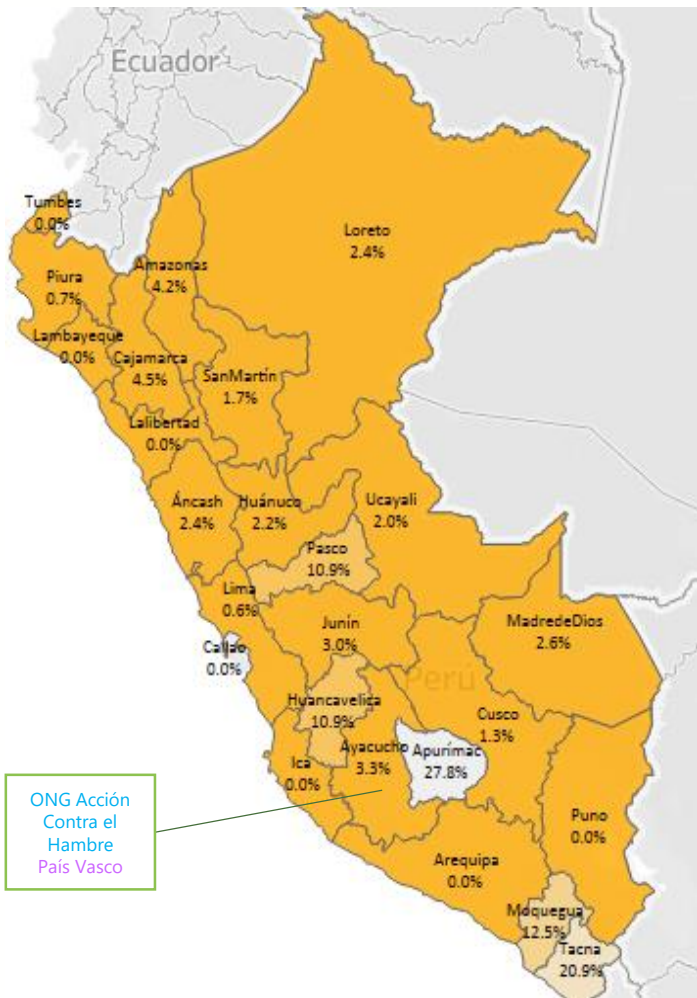 Ecuador
Tumbes
0.0%
Loreto
2.4%
Amazonas
4.2%
Piura
0.7%
Lambayeque
0.0%
Cajamarca
4.5%
SanMartín
1.7%
Lalibertad
0.0%
Áncash
2.4%
Huánuco
2.2%
Ucayali
2.0%
Pasco
10.9%
Lima
0.6%
Junín
3.0%
MadredeDios
2.6%
Callao
0.0%
Perú
Huancavelica
10.9%
Cusco
1.3%
Ayacucho
3.3%
Apurímac
27.8%
Ica
0.0%
ONG Acción
Contra el
Hambre
País Vasco
Puno
0.0%
Arequipa
0.0%
Moquegua
12.5%
Tacna
20.9%